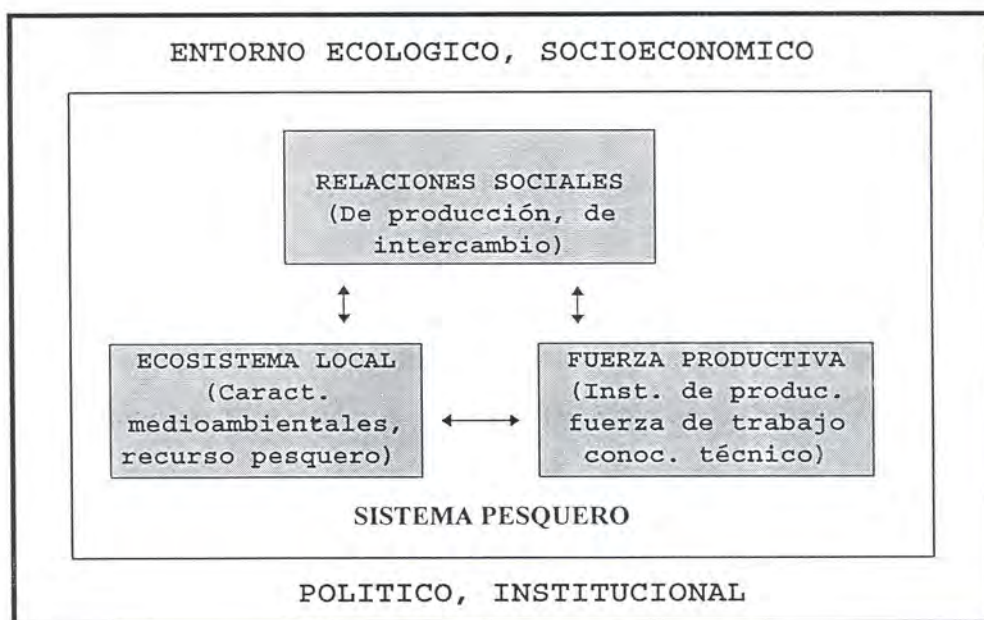 ENTORNO ECOLOGICO, SOCIOECONOMICO
RELACIONES SOCIALES
(De producción, de
intercambio)
ECOSISTEMA LOCAL
(Caract.
medioambientales,
recurso pesquero)
FUERZA PRODUCTIVA
(Inst. de produc.
fuerza de trabajo
conoc. técnico)
SISTEMA PESQUERO
POLITICO, INSTITUCIONAL